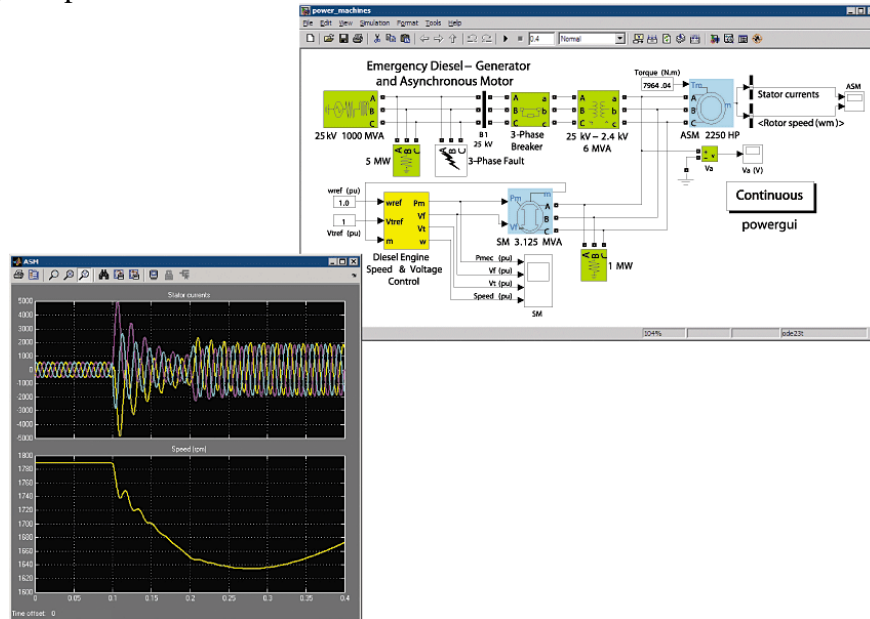 power_machines
File Edit View Simulation Format Tools Help
0.4 Normal
Emergency Diesel – Generator
and Asynchronous Motor
Torque (N.m)
7964 .04
Tm
m
A
B
C
ASM 2250 HP
Stator currents
<Rotor speed(wm)>
ASM
A
B
C
25 kV 1000 MVA
A B C
5 MW
A B C
3-Phase Fault
B1
25 kV
A a
B b
C c
3-Phase
Breaker
A a
B b
C c
25 kV – 2.4 kV
6 MVA
Va
Va (V)
Continuous
powergui
wref (pu)
1.0
1
Vtref (pu)
wref Pm
Vtref Vf
Vt
m w
Diesel Engine
Speed & Voltage
Control
Pm
m
A
B
Vf
C
SM 3.125 MVA
A B C
1 MW
Pmec (pu)
Vf (pu)
Vt (pu)
Speed (pu)
SM
104% ode23t
ASM
Stator currents
5000
4000
3000
2000
1000
0
-1000
-2000
-3000
-4000
-5000
Speed (rpm)
1800
1780
1760
1740
1720
1700
1680
1660
1640
1620
1600
0 0.05 0.1 0.15 0.2 0.25 0.3 0.35 0.4
Time offset: 0